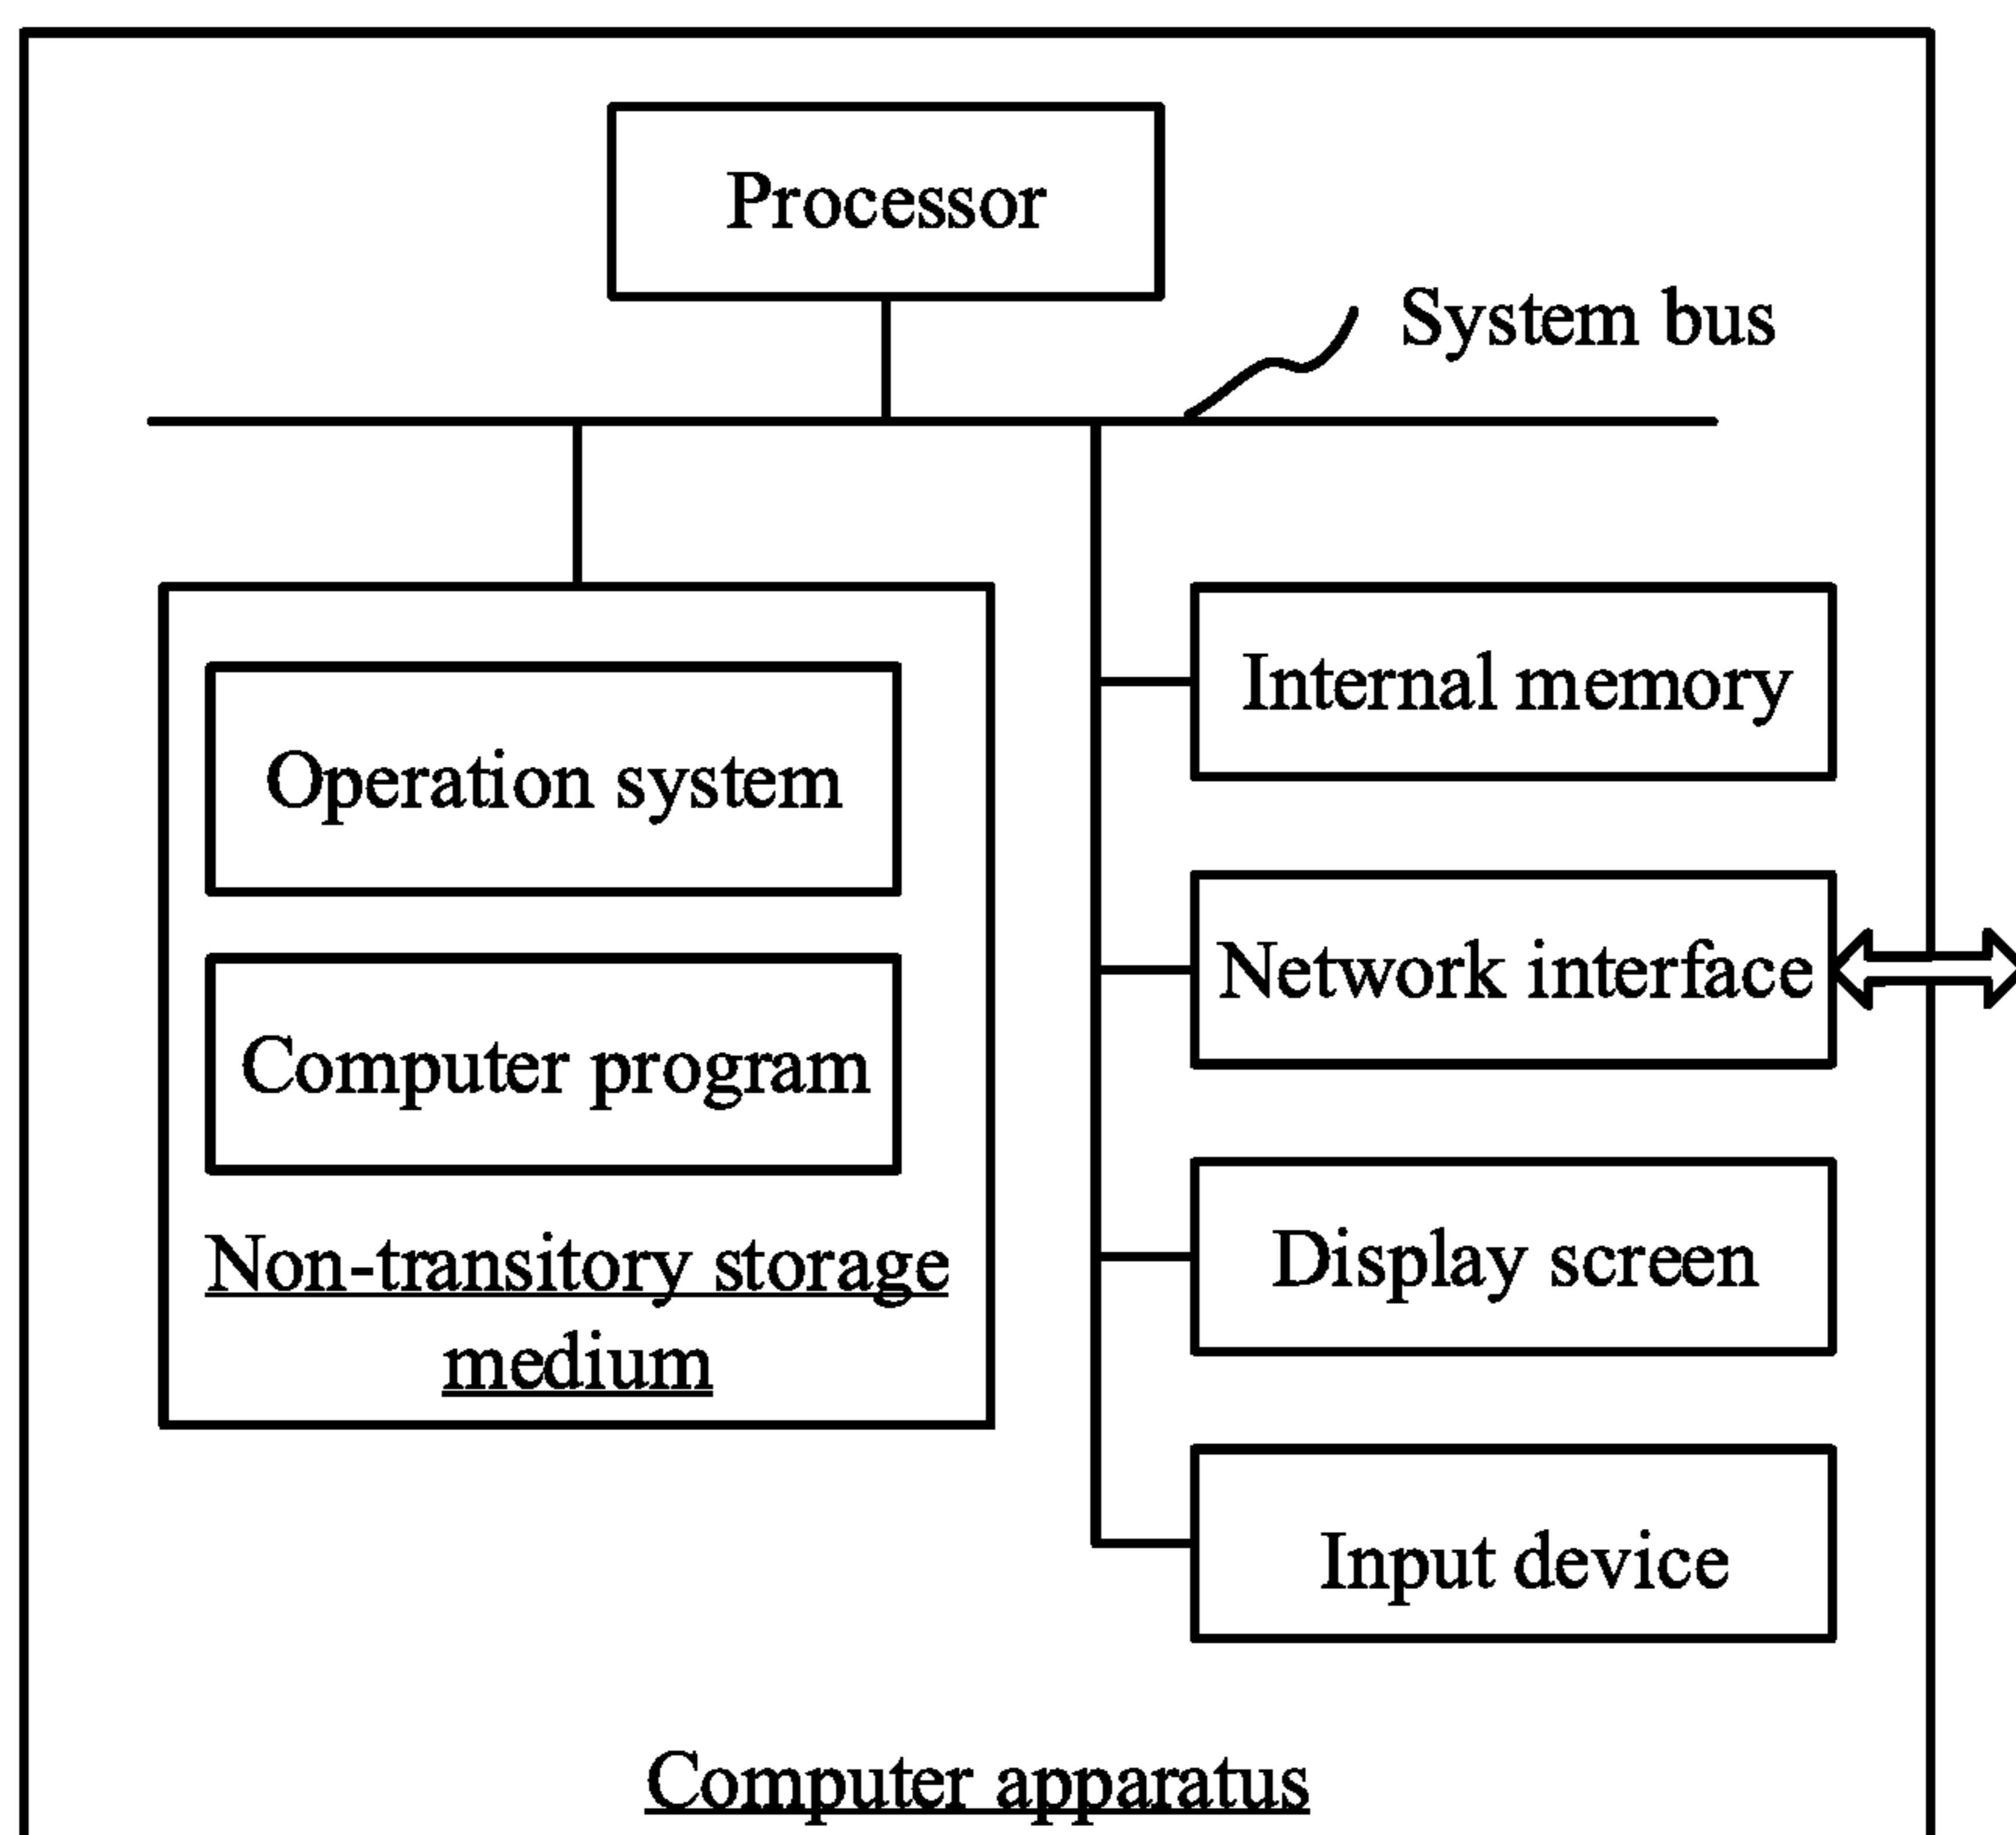 Processor
System bus
Operation system
Computer program
Non-transitory storage
medium
Internal memory
Network interface
Display screen
Input device
Computer apparatus